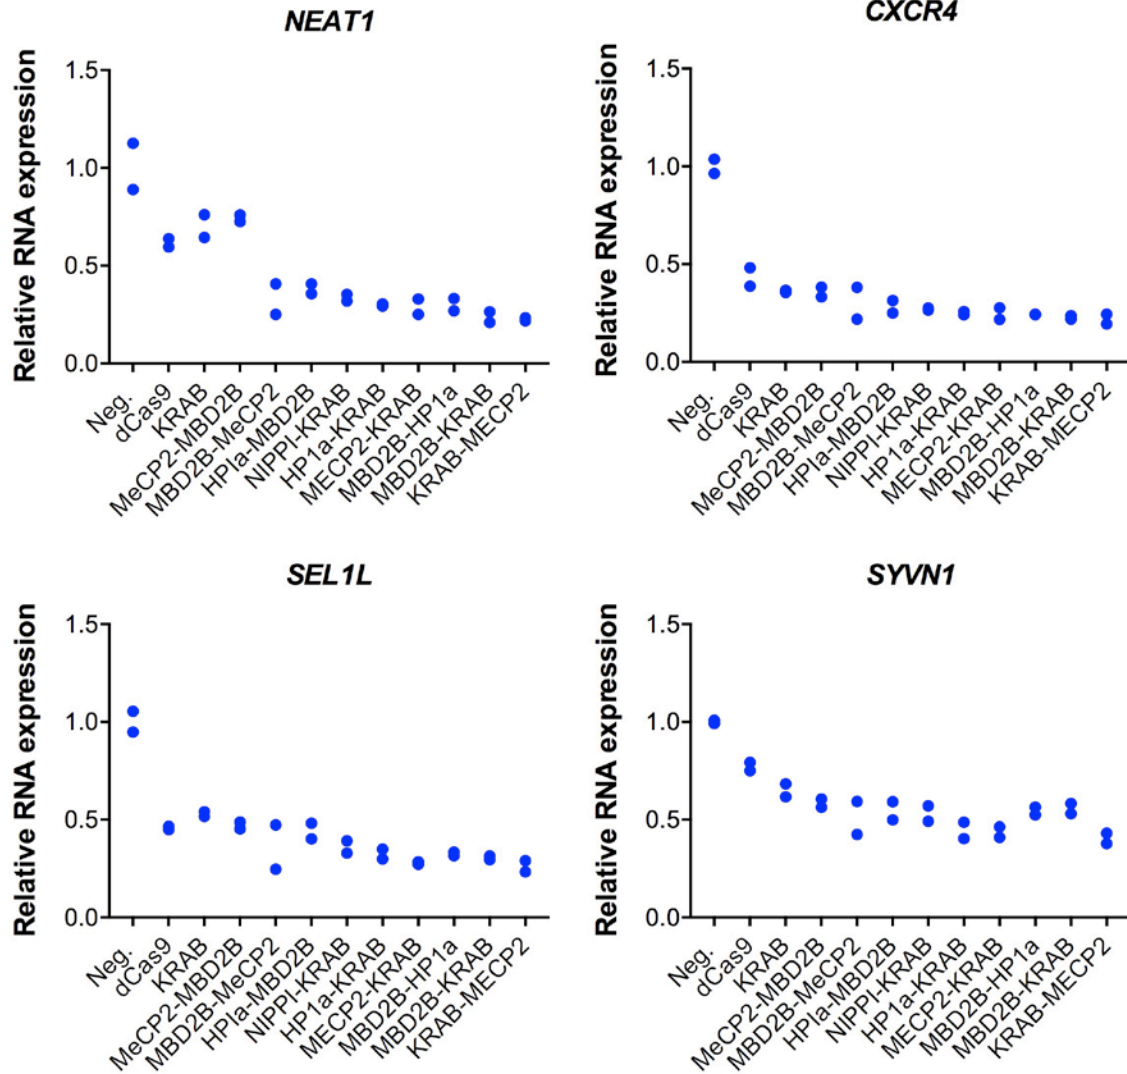 NEAT1
Relative RNA expression
1.5
1.0
0.5
0.0
Neg.
dCas9
KRAB
MeCP2-MBD2B
MBD2B-MeCP2
HPIa-MBD2B
NIPPI-KRAB
HP1a-KRAB
MECP2-KRAB
MBD2B-HP1a
MBD2B-KRAB
KRAB-MECP2
CXCR4
Relative RNA expression
1.5
1.0
0.5
0.0
Neg.
dCas9
KRAB
MeCP2-MBD2B
MBD2B-MeCP2
HPIa-MBD2B
NIPPI-KRAB
HP1a-KRAB
MECP2-KRAB
MBD2B-HP1a
MBD2B-KRAB
KRAB-MECP2
SEL1L
Relative RNA expression
1.5
1.0
0.5
0.0
Neg.
dCas9
KRAB
MeCP2-MBD2B
MBD2B-MeCP2
HPIa-MBD2B
NIPPI-KRAB
HP1a-KRAB
MECP2-KRAB
MBD2B-HP1a
MBD2B-KRAB
KRAB-MECP2
SYVN1
Relative RNA expression
1.5
1.0
0.5
0.0
Neg.
dCas9
KRAB
MeCP2-MBD2B
MBD2B-MeCP2
HPIa-MBD2B
NIPPI-KRAB
HP1a-KRAB
MECP2-KRAB
MBD2B-HP1a
MBD2B-KRAB
KRAB-MECP2